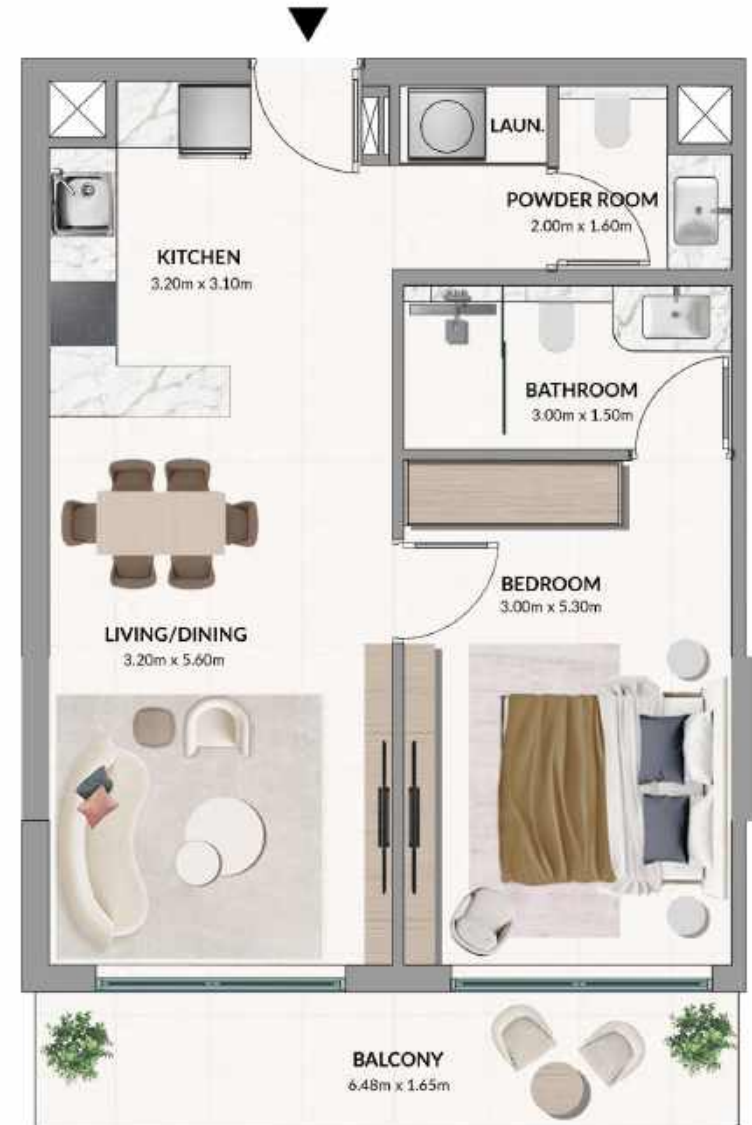 LAUN.
POWDER ROOM
2.00m x 1.60m
KITCHEN
3.20m x 3.10m
BATHROOM
3.00m x 1.50m
BEDROOM
3.00m x 5.30m
LIVING/DINING
3.20m x 5.60m
BALCONY
6.48m x 1.65m